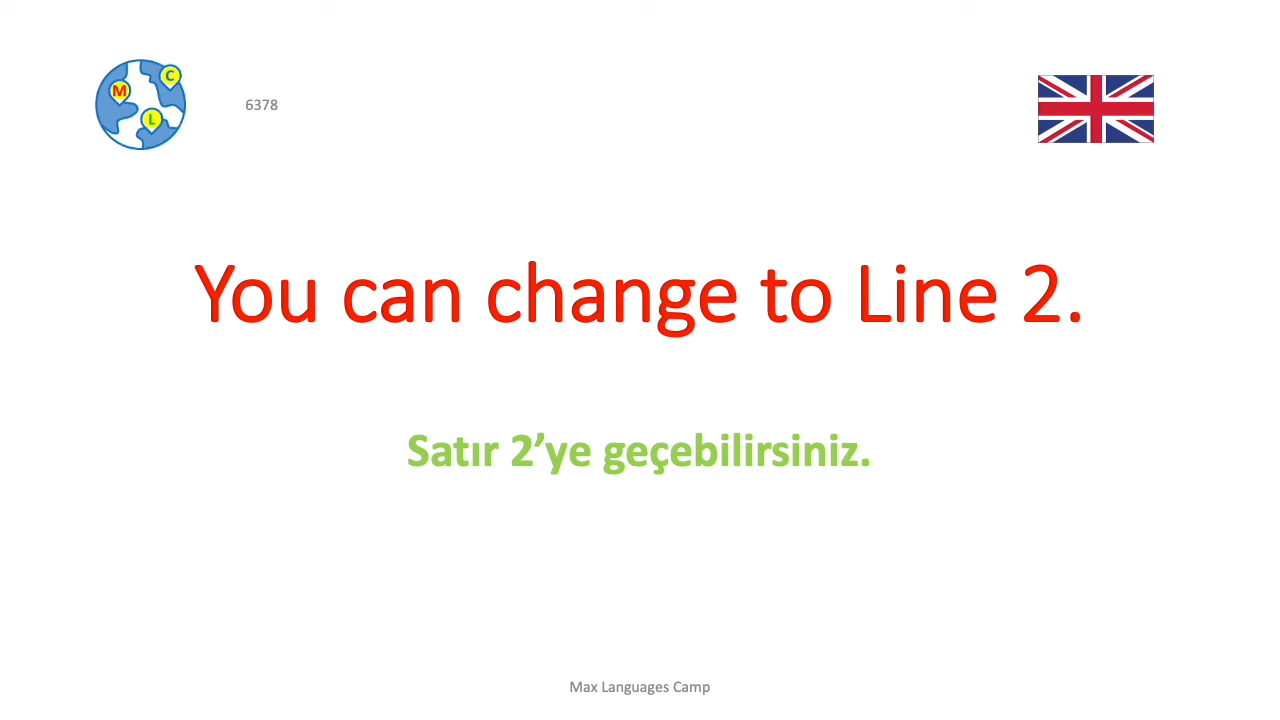 C
M
L
6378
You can change to Line 2.
Satır 2’ye geçebilirsiniz.
Max Languages Camp